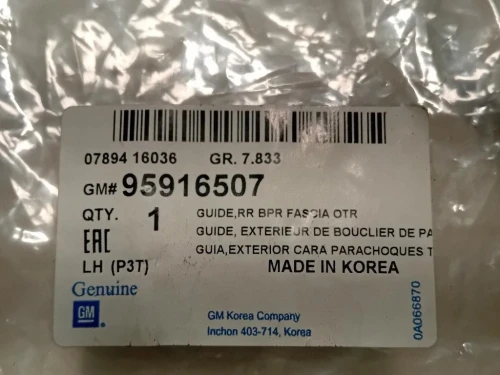 07894 16036 GR. 7.833
GM# 95916507
QTY. 1 GUIDE,RR BPR FASCIA OTR
GUIDE, EXTERIEUR DE BOUCLIER DE PA
EAC GUIA,EXTERIOR CARA PARACHOQUES T
LH (P3T) MADE IN KOREA
Genuine
GM
GM Korea Company
Inchon 403-714, Korea
0A066870